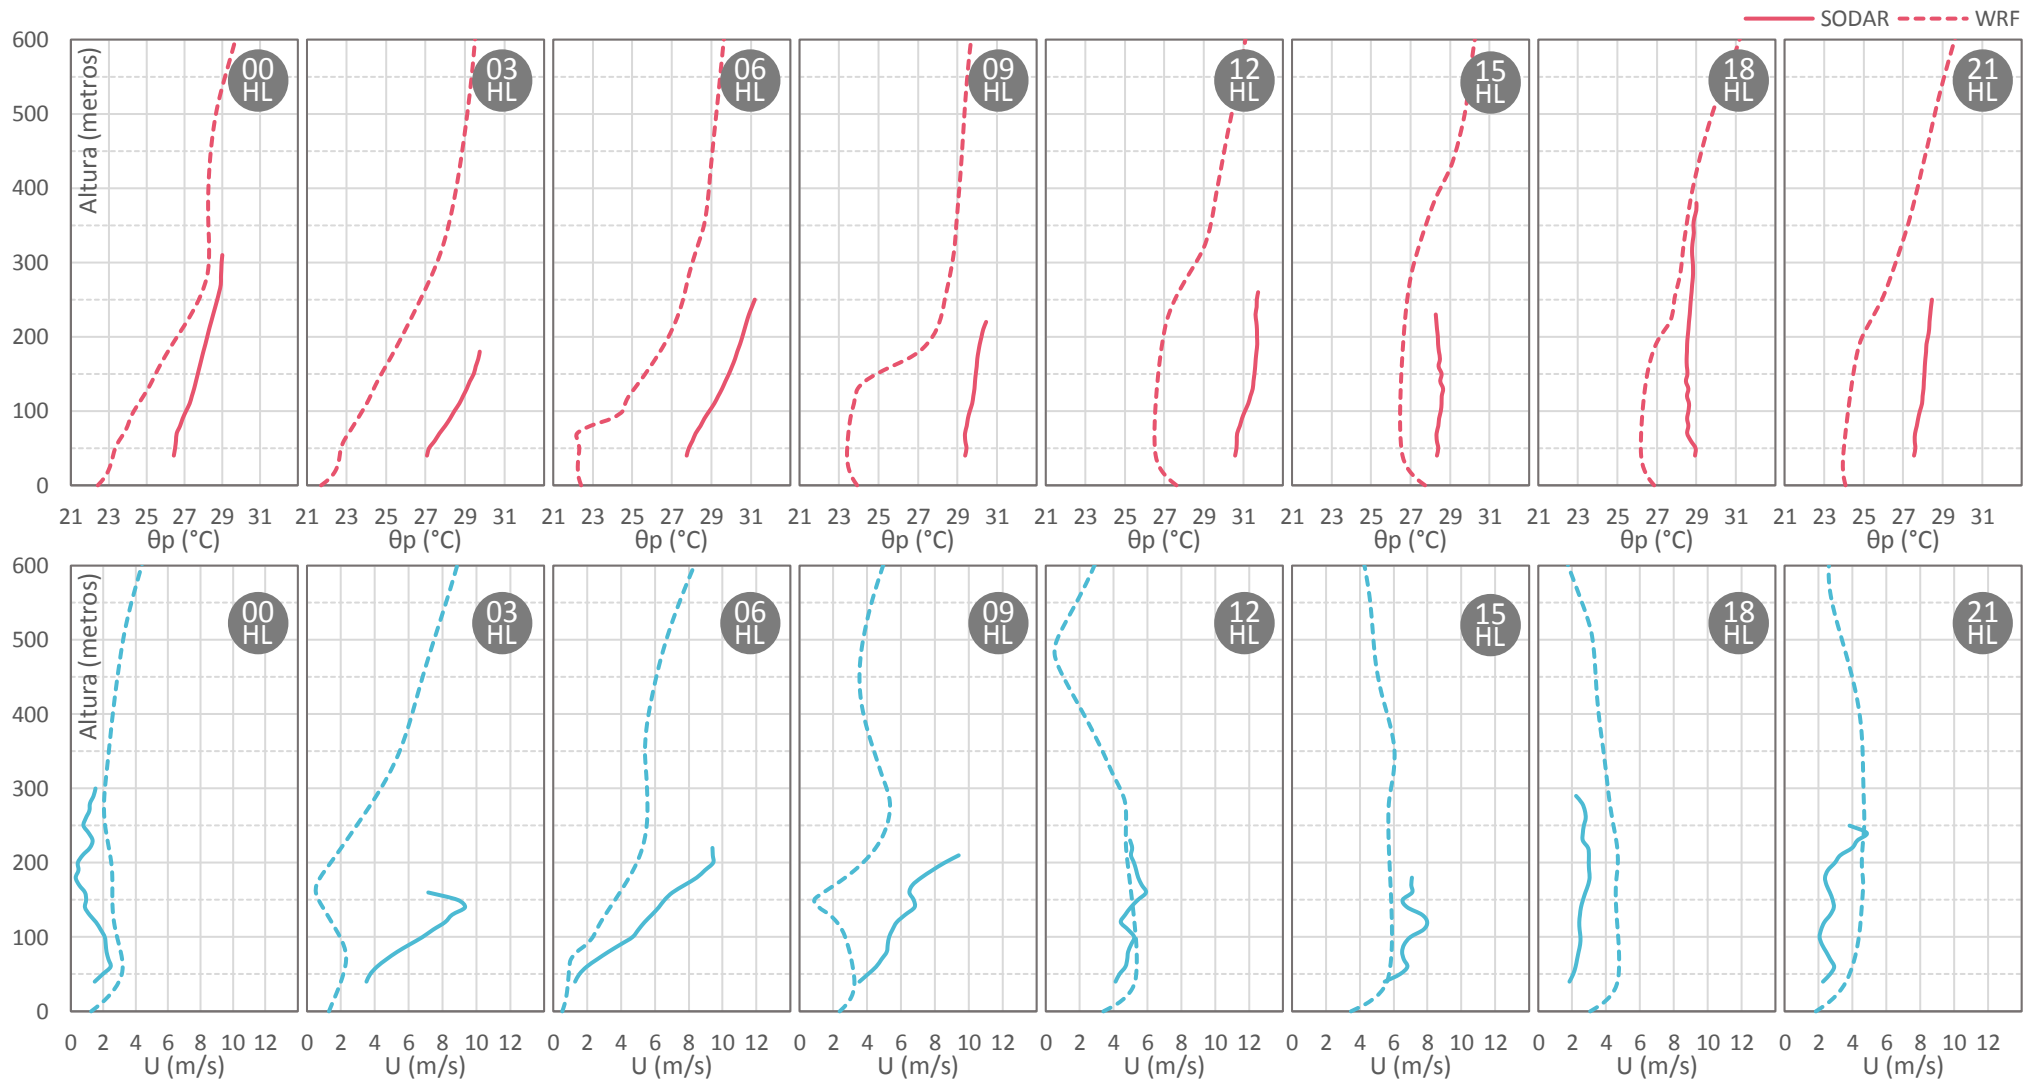 SODAR WRF
600 500 400 300 200 100 0
Altura (metros)
00 HL 03 HL 06 HL 09 HL 12 HL 15 HL 18 HL 21 HL
21 23 25 27 29 31 21 23 25 27 29 31 21 23 25 27 29 31 21 23 25 27 29 31 21 23 25 27 29 31 21 23 25 27 29 31 21 23 25 27 29 31 21 23 25 27 29 31
θp (°C) θp (°C) θp (°C) θp (°C) θp (°C) θp (°C) θp (°C) θp (°C)
600 500 400 300 200 100 0
Altura (metros)
00 HL 03 HL 06 HL 09 HL 12 HL 15 HL 18 HL 21 HL
0 2 4 6 8 10 12 0 2 4 6 8 10 12 0 2 4 6 8 10 12 0 2 4 6 8 10 12 0 2 4 6 8 10 12 0 2 4 6 8 10 12 0 2 4 6 8 10 12 0 2 4 6 8 10 12
U (m/s) U (m/s) U (m/s) U (m/s) U (m/s) U (m/s) U (m/s) U (m/s)